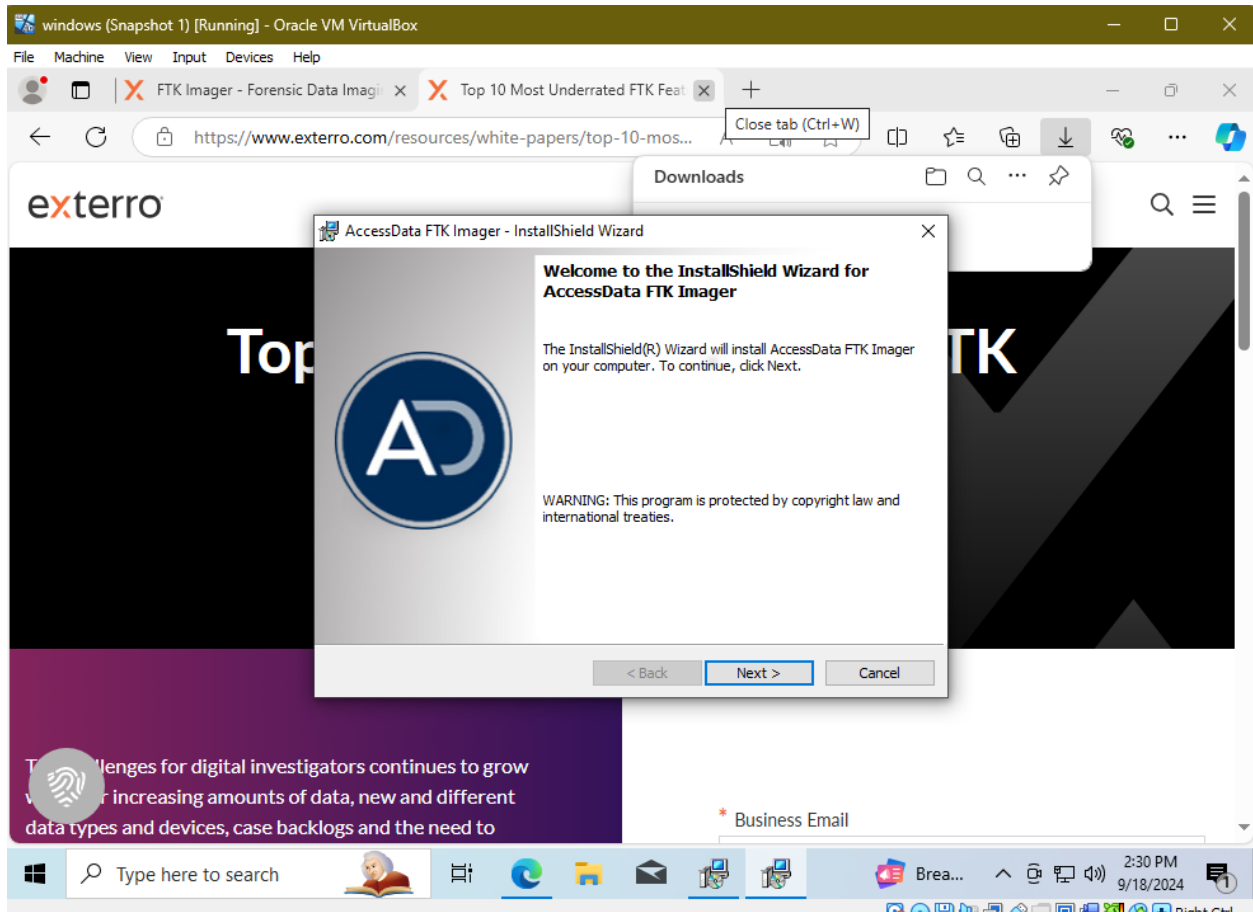 windows (Snapshot 1) [Running] - Oracle VM VirtualBox
File Machine View Input Devices Help
FTK Imager - Forensic Data Imagi
Top 10 Most Underrated FTK Feat
https://www.exterro.com/resources/white-papers/top-10-mos...
Close tab (Ctrl+W)
Downloads
exterro
AccessData FTK Imager - InstallShield Wizard
Welcome to the InstallShield Wizard for
AccessData FTK Imager
The InstallShield(R) Wizard will install AccessData FTK Imager
on your computer. To continue, click Next.
Top
TK
AD
WARNING: This program is protected by copyright law and
international treaties.
< Back Next > Cancel
lenges for digital investigators continues to grow
increasing amounts of data, new and different
data types and devices, case backlogs and the need to
* Business Email
Type here to search
Brea...
2:30 PM
9/18/2024
1
Right Ctrl